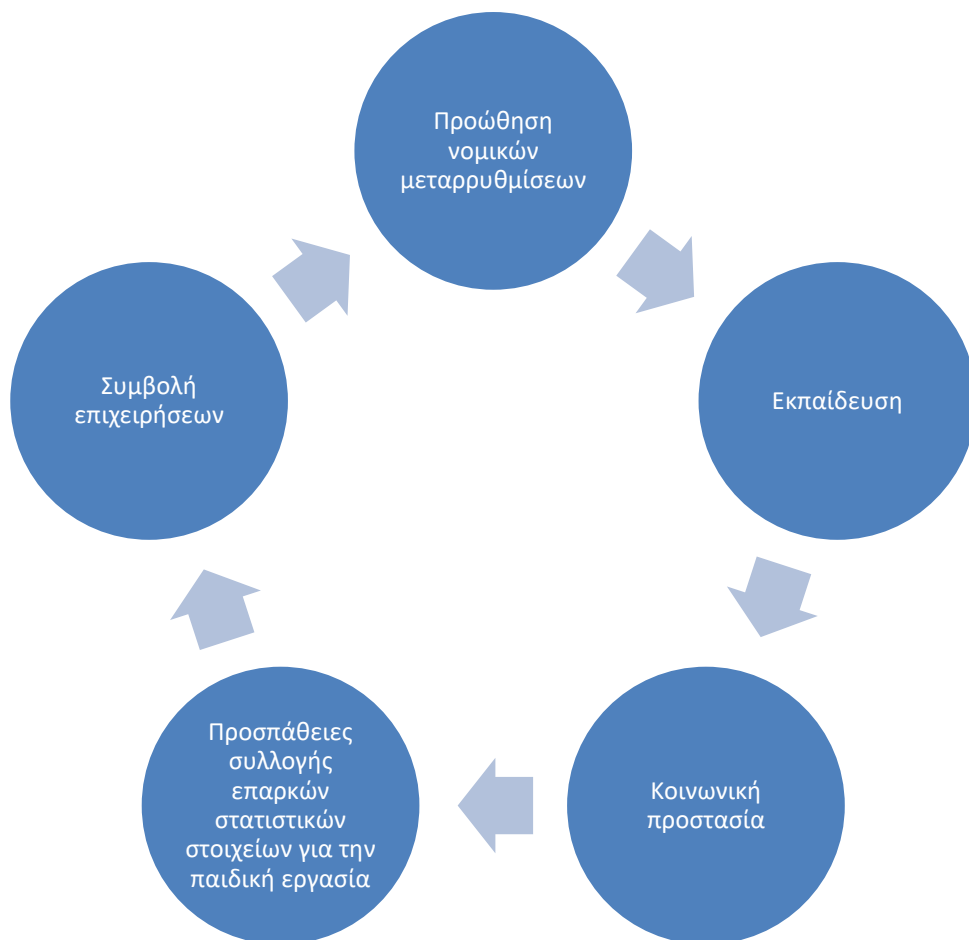 Προώθηση
νομικών
μεταρρυθμίσεων
Εκπαίδευση
Κοινωνική
προστασία
Προσπάθειες
συλλογής
επαρκών
στατιστικών
στοιχείων για την
παιδική εργασία
Συμβολή
επιχειρήσεων